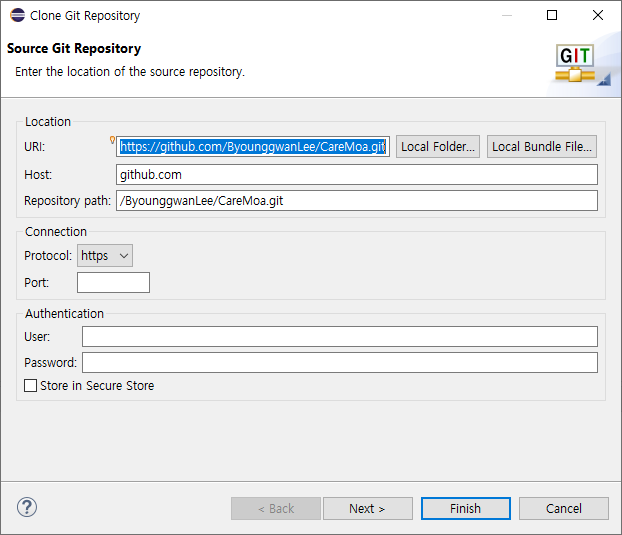 Clone Git Repository
Source Git Repository
Enter the location of the source repository.
GIT
Location
URI: https://github.com/ByounggwanLee/CareMoa.git Local Folder... Local Bundle File...
Host: github.com
Repository path: /ByounggwanLee/CareMoa.git
Connection
Protocol: https
Port:
Authentication
User:
Password:
Store in Secure Store
? < Back Next > Finish Cancel